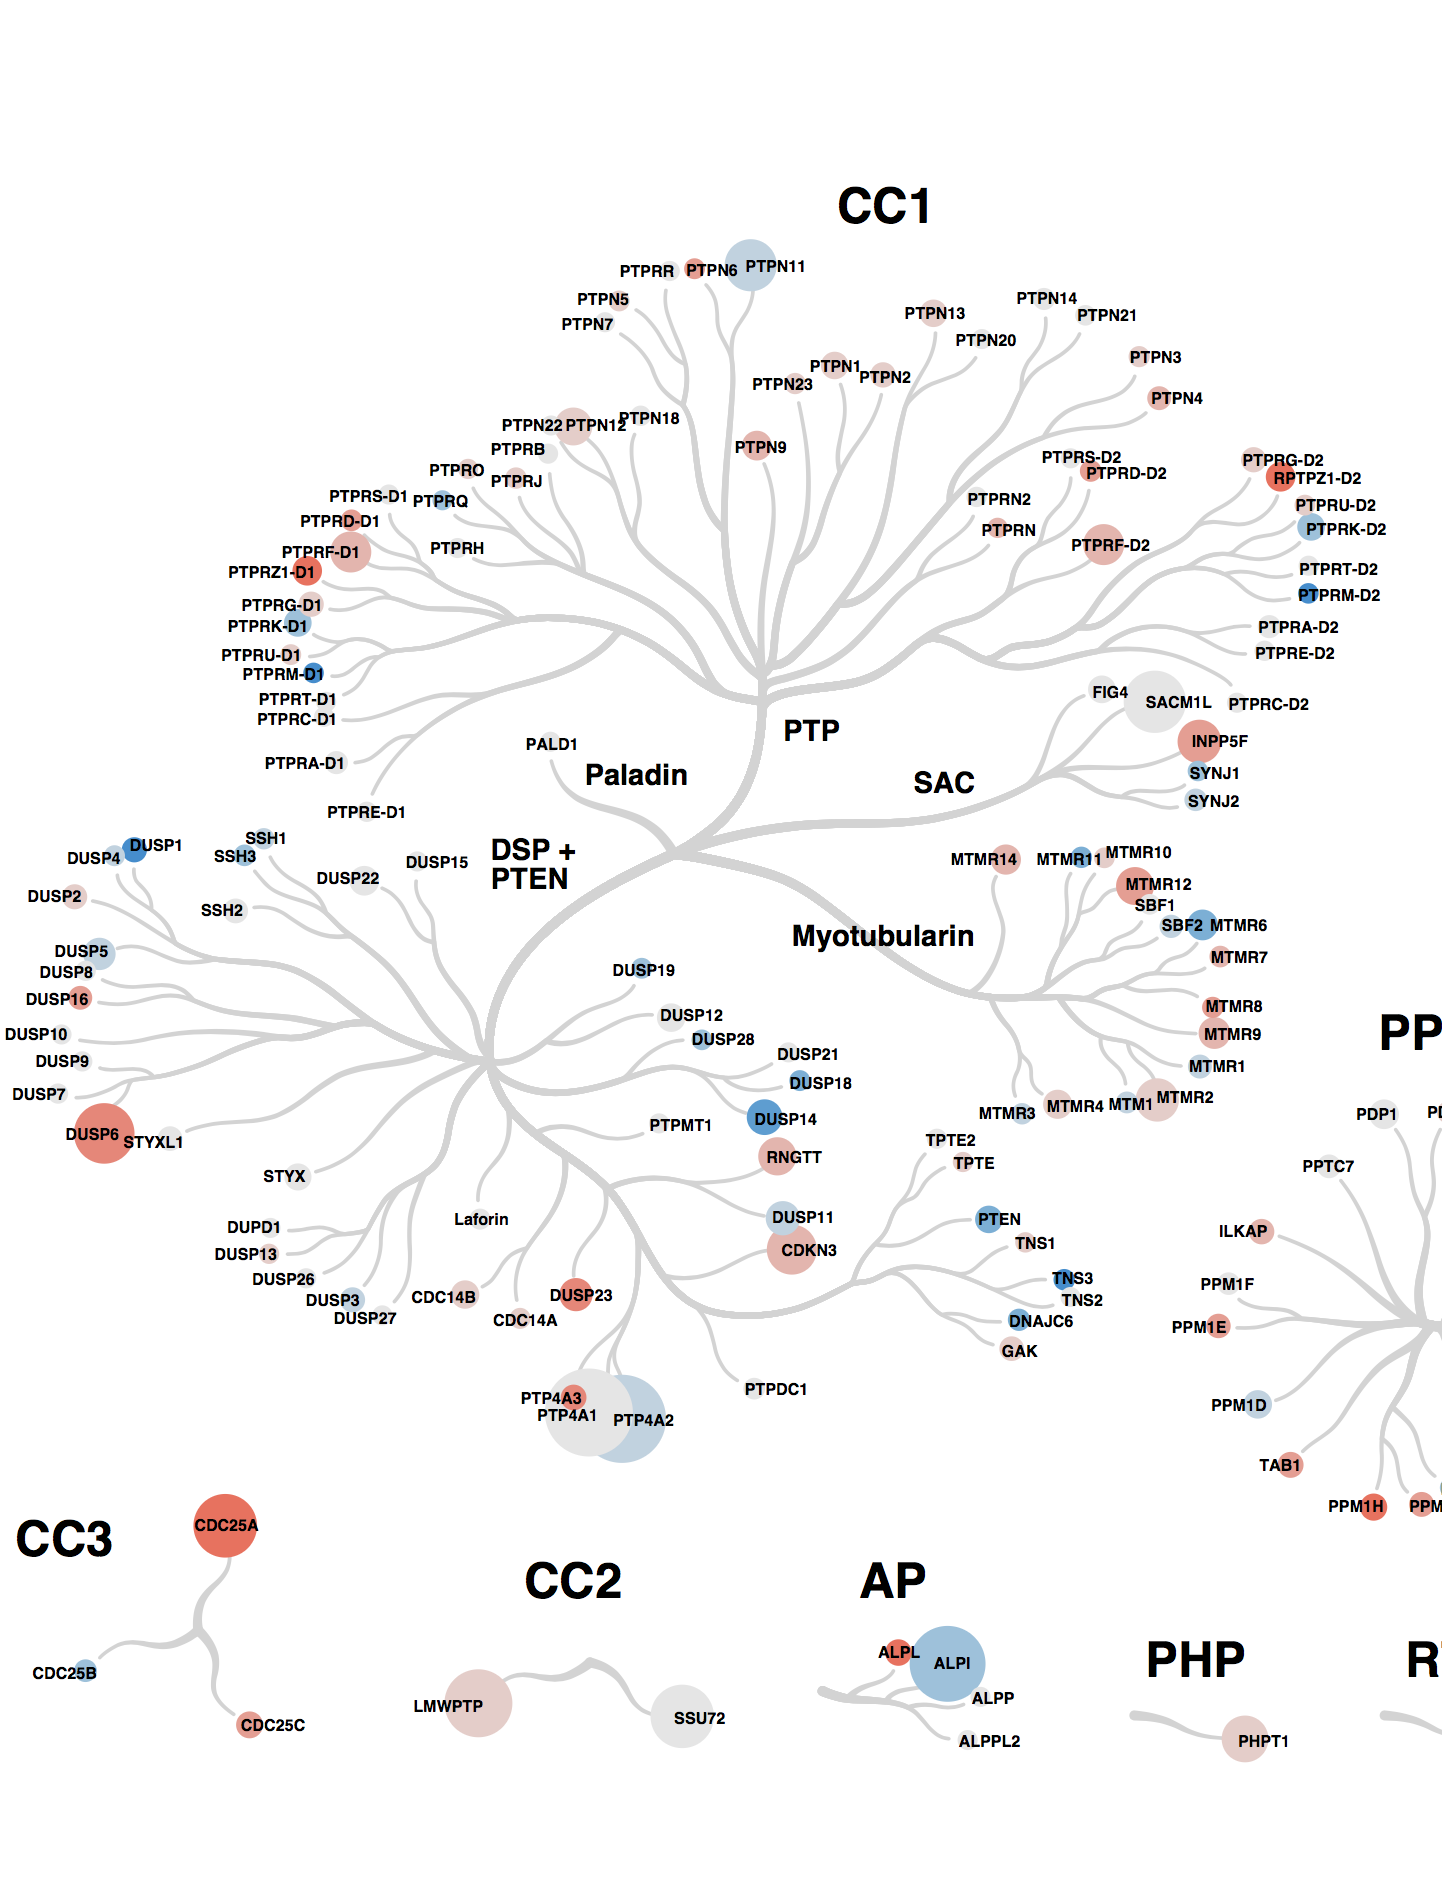 CC1
PTPRR
PTPN6
PTPN11
PTPN5
PTPN7
PTPN13
PTPN14
PTPN21
PTPN20
PTPN3
PTPN1
PTPN2
PTPN23
PTPN4
PTPN22
PTPN12
PTPN18
PTPRB
PTPN9
PTPRO
PTPRJ
PTPRS-D1
PTPRQ
PTPRD-D1
PTPRH
PTPRF-D1
PTPRZ1-D1
PTPRG-D1
PTPRK-D1
PTPRU-D1
PTPRM-D1
PTPRT-D1
PTPRC-D1
PTPRA-D1
PTPRE-D1
PTPRS-D2
PTPRD-D2
PTPRN2
PTPRN
PTPRF-D2
PTPRG-D2
RPTPZ1-D2
PTPRU-D2
PTPRK-D2
PTPRT-D2
PTPRM-D2
PTPRA-D2
PTPRE-D2
PTPRC-D2
PTP
FIG4
SACM1L
INPP5F
SYNJ1
SYNJ2
SAC
PALD1
Paladin
DSP +
PTEN
DUSP1
DUSP4
SSH1
SSH3
DUSP15
DUSP22
DUSP2
SSH2
DUSP5
DUSP8
DUSP16
DUSP10
DUSP9
DUSP7
DUSP6
STYXL1
STYX
DUPD1
DUSP13
DUSP26
DUSP3
DUSP27
Laforin
CDC14B
CDC14A
DUSP23
PTP4A3
PTP4A1
PTP4A2
PTPDC1
DUSP19
DUSP12
DUSP28
DUSP21
DUSP18
DUSP14
PTPMT1
RNGTT
DUSP11
CDKN3
Myotubularin
MTMR14
MTMR11
MTMR10
MTMR12
SBF1
SBF2
MTMR6
MTMR7
MTMR8
MTMR9
MTMR1
MTMR3
MTMR4
MTM1
MTMR2
TPTE2
TPTE
PTEN
TNS1
TNS3
TNS2
DNAJC6
GAK
PP
PDP1
PD
PPTC7
ILKAP
PPM1F
PPM1E
PPM1D
TAB1
PPM1H
PPM
CC3
CDC25A
CDC25B
CDC25C
CC2
LMWPTP
SSU72
AP
ALPL
ALPI
ALPP
ALPPL2
PHP
PHPT1
R